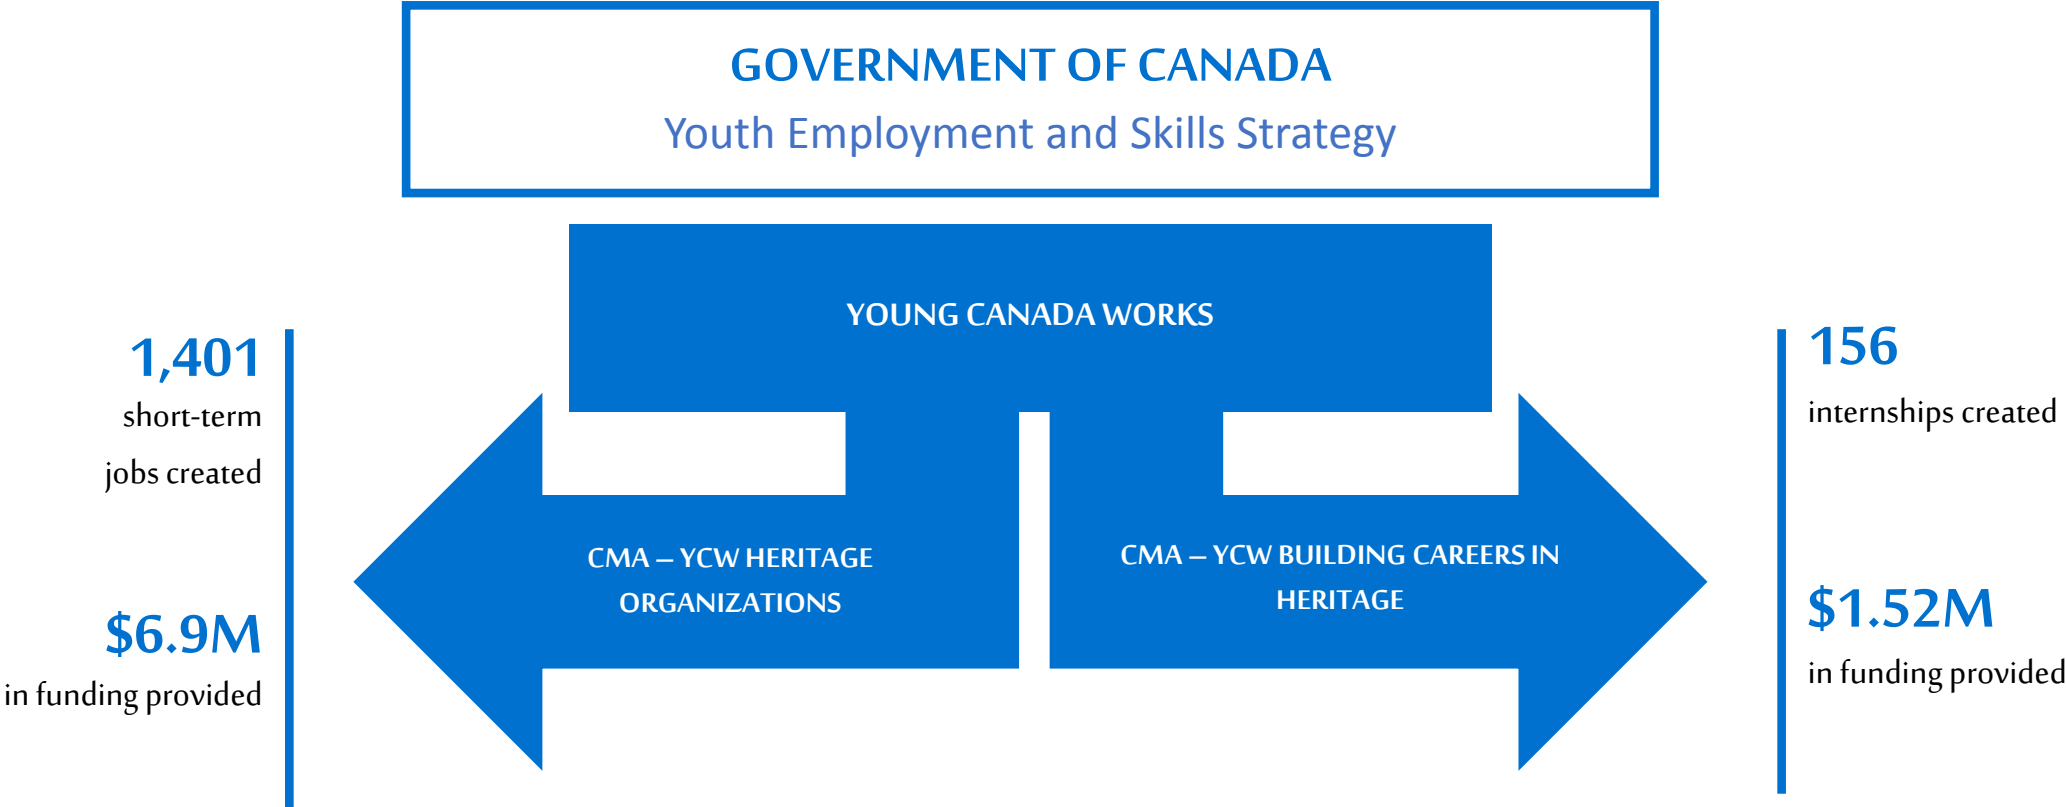 GOVERNMENT OF CANADA
Youth Employment and Skills Strategy
YOUNG CANADA WORKS
1,401
short-term
jobs created
$6.9M
in funding provided
CMA – YCW HERITAGE
ORGANIZATIONS
CMA – YCW BUILDING CAREERS IN
HERITAGE
156
internships created
$1.52M
in funding provided